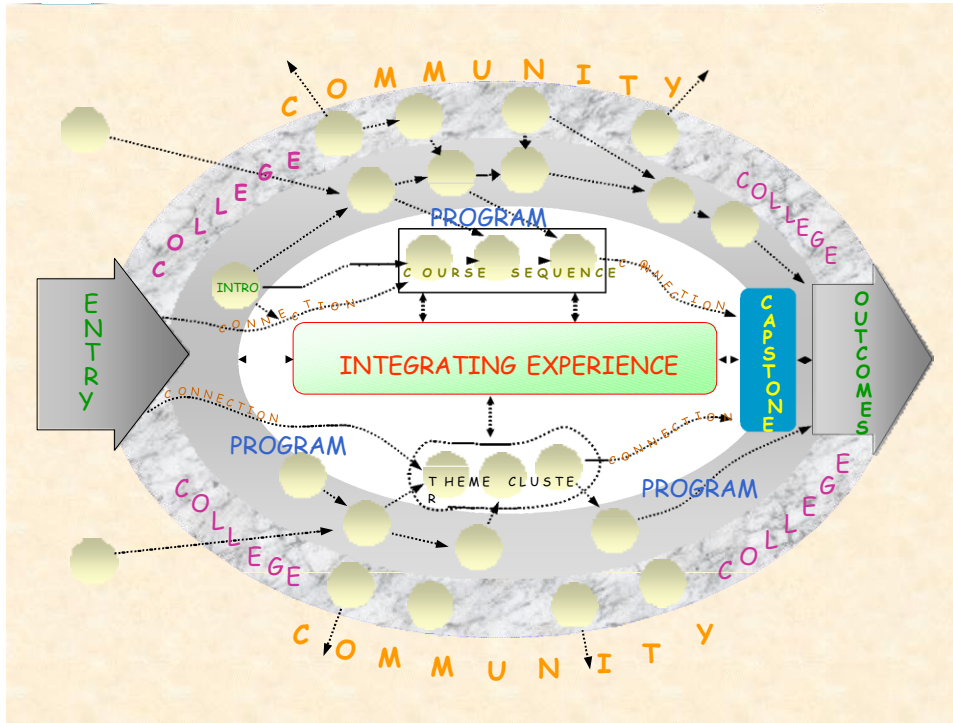 COMMUNITY
COLLEGE
COLLEGE
PROGRAM
COURSE SEQUENCE
INTRO
CONNECTION
CONNECTION
ENTRY
INTEGRATING EXPERIENCE
CAPSTONE
OUTCOMES
CONNECTION
PROGRAM
CONNECTION
THEME CLUSTE
R
PROGRAM
COLLEGE
COLLEGE
COMMUNITY